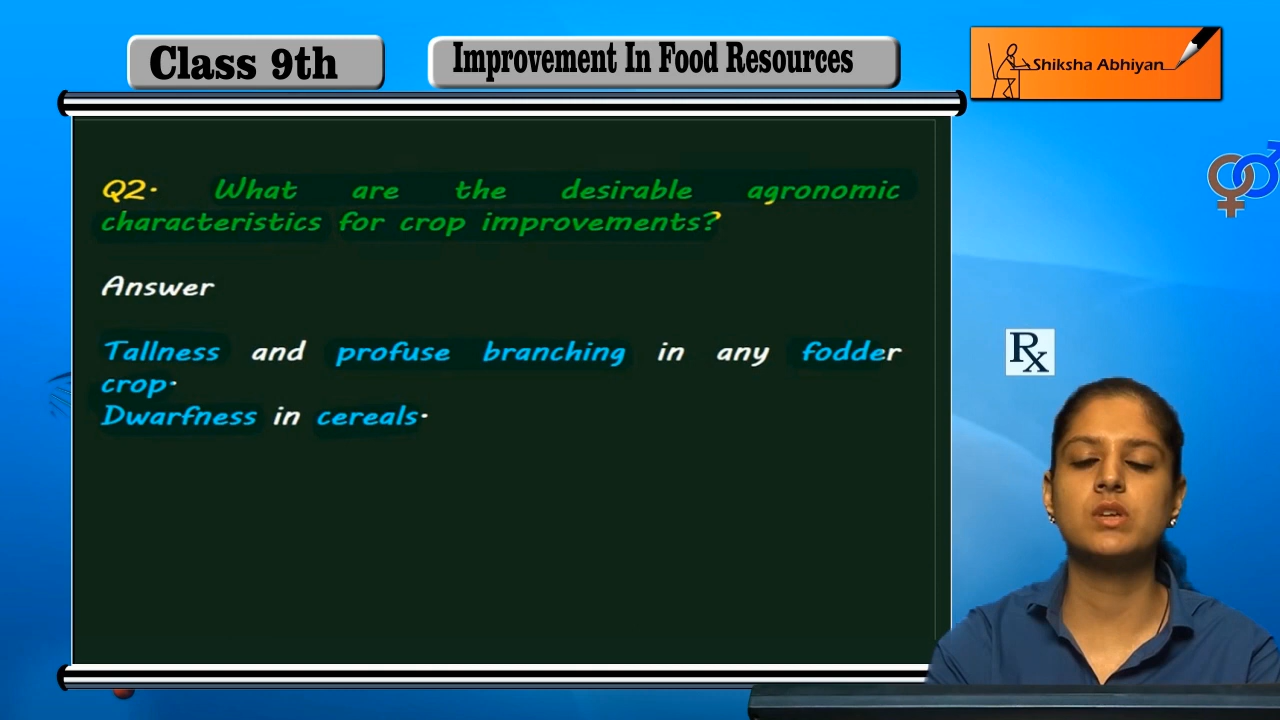 Class 9th
Improvement In Food Resources
Shiksha Abhiyan
Q2. What are the desirable agronomic
characteristics for crop improvements?
Answer
Tallness and profuse branching in any fodder
crop.
Dwarfness in cereals.
Rx